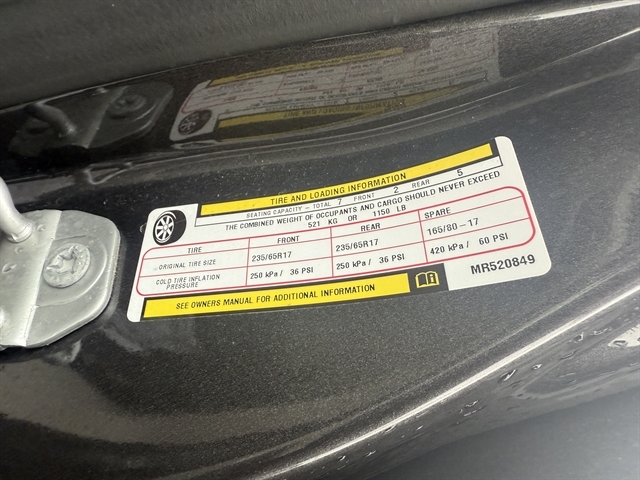 TIRE AND LOADING INFORMATION
SEATING CAPACITY - TOTAL 7 FRONT 2 REAR 5
THE COMBINED WEIGHT OF OCCUPANTS AND CARGO SHOULD NEVER EXCEED
521 KG OR 1150 LB
TIRE FRONT REAR SPARE
ORIGINAL TIRE SIZE 235/65R17 235/65R17 165/80-17
COLD TIRE INFLATION PRESSURE 250 kPa / 36 PSI 250 kPa / 36 PSI 420 kPa / 60 PSI
SEE OWNERS MANUAL FOR ADDITIONAL INFORMATION
MR520849